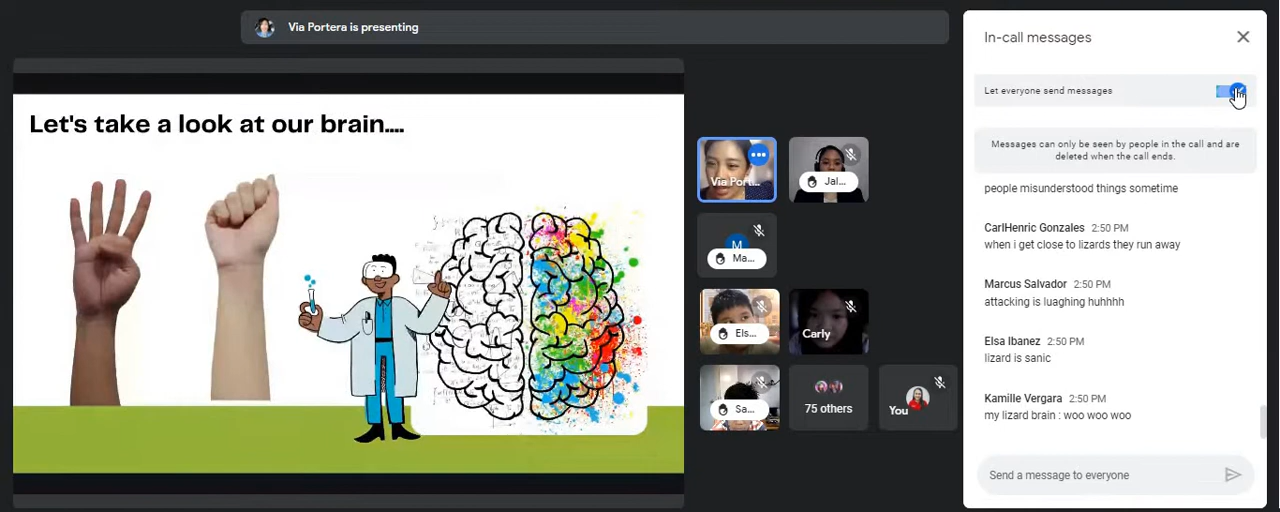 Via Portera is presenting
Let's take a look at our brain....
Via Port...
Jal...
M
Ma...
Els...
Carly
Sa...
75 others
You
In-call messages
Let everyone send messages
Messages can only be seen by people in the call and are
deleted when the call ends.
people misunderstood things sometime
CarlHenric Gonzales 2:50 PM
when i get close to lizards they run away
Marcus Salvador 2:50 PM
attacking is luaghing huhhhh
Elsa Ibanez 2:50 PM
lizard is sanic
Kamille Vergara 2:50 PM
my lizard brain : woo woo woo
Send a message to everyone